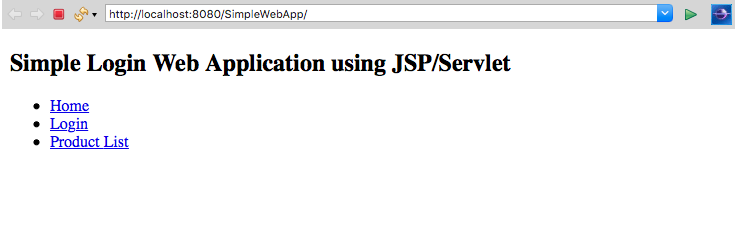 http://localhost:8080/SimpleWebApp/
Simple Login Web Application using JSP/Servlet
Home
Login
Product List